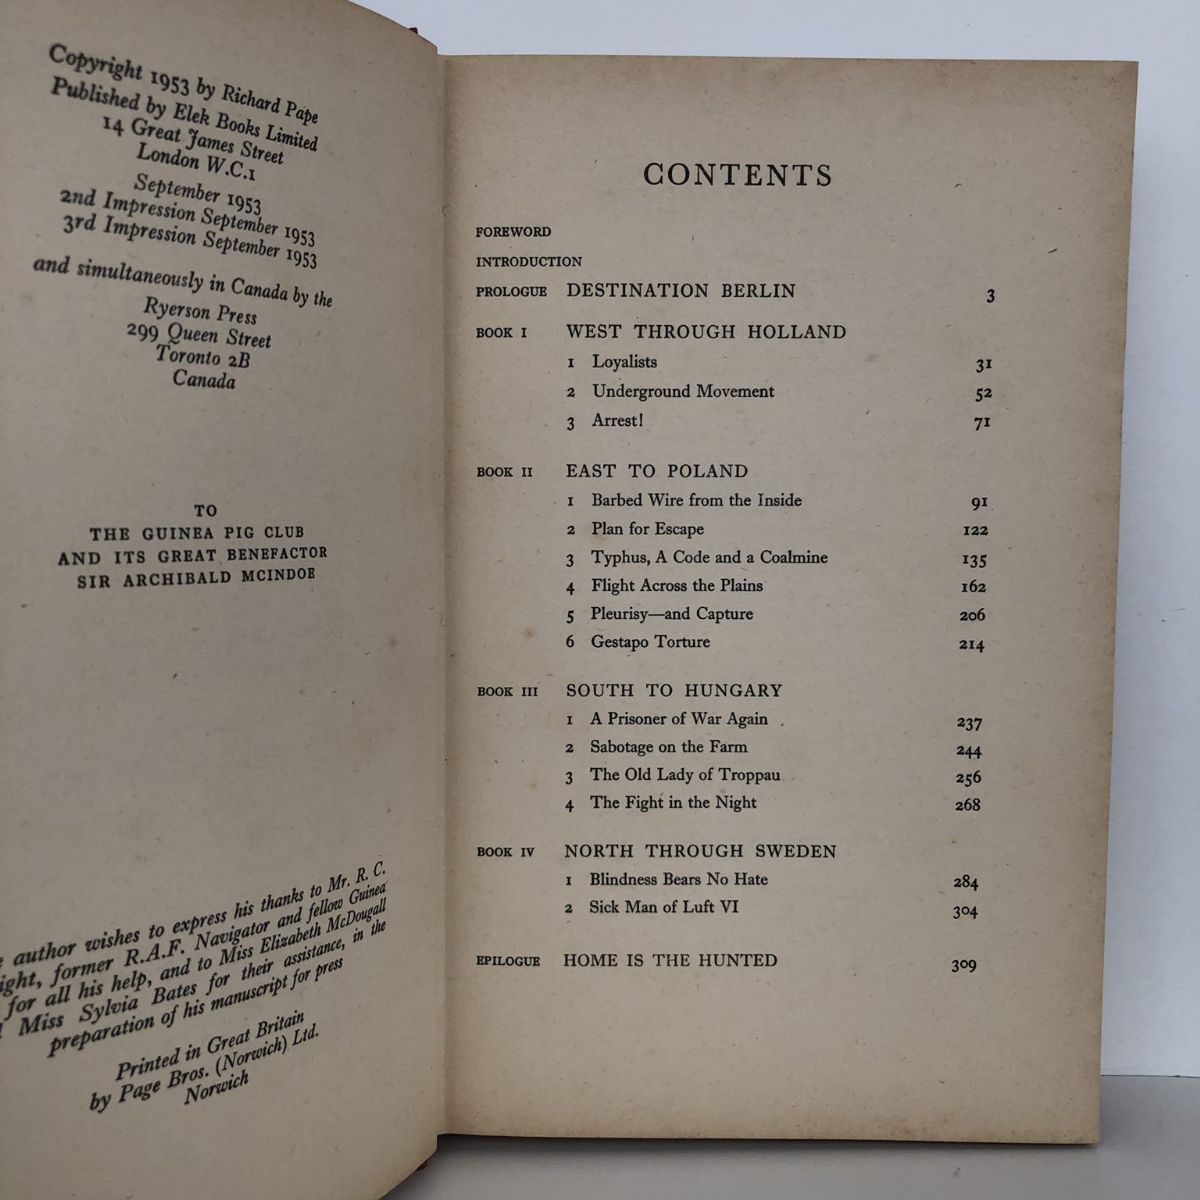 Copyright 1953 by Richard Pape
Published by Elek Books Limited
14 Great James Street
London W.C.1
September 1953
2nd Impression September 1953
3rd Impression September 1953
and simultaneously in Canada by the
Ryerson Press
299 Queen Street
Toronto 2B
Canada
TO
THE GUINEA PIG CLUB
AND ITS GREAT BENEFACTOR
SIR ARCHIBALD MCINDOE
author wishes to express his thanks to Mr. R. C.
former R.A.F. Navigator and fellow Guinea
for all his help, and to Miss Elizabeth McDougall
Miss Sylvia Bates for their assistance, in the
preparation of his manuscript for press
Printed in Great Britain
by Page Bros. (Norwich) Ltd.
Norwich
CONTENTS
FOREWORD
INTRODUCTION
PROLOGUE DESTINATION BERLIN 3
BOOK I WEST THROUGH HOLLAND
1 Loyalists 31
2 Underground Movement 52
3 Arrest! 71
BOOK II EAST TO POLAND
1 Barbed Wire from the Inside 91
2 Plan for Escape 122
3 Typhus, A Code and a Coalmine 135
4 Flight Across the Plains 162
5 Pleurisy—and Capture 206
6 Gestapo Torture 214
BOOK III SOUTH TO HUNGARY
1 A Prisoner of War Again 237
2 Sabotage on the Farm 244
3 The Old Lady of Troppau 256
4 The Fight in the Night 268
BOOK IV NORTH THROUGH SWEDEN
1 Blindness Bears No Hate 284
2 Sick Man of Luft VI 304
EPILOGUE HOME IS THE HUNTED 309